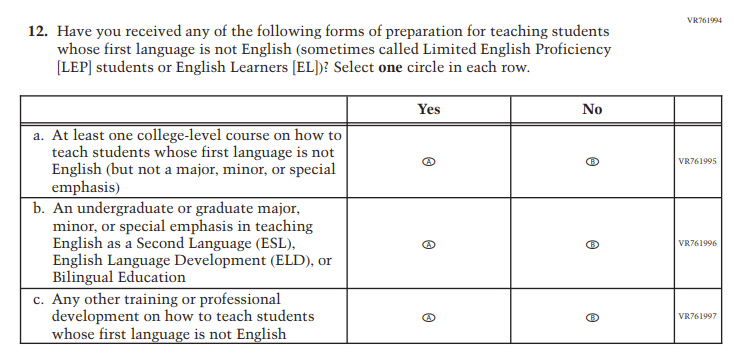 VR761994
12. Have you received any of the following forms of preparation for teaching students
whose first language is not English (sometimes called Limited English Proficiency
[LEP] students or English Learners [EL])? Select one circle in each row.
Yes No
a. At least one college-level course on how to
teach students whose first language is not
English (but not a major, minor, or special
emphasis)
A B VR761995
b. An undergraduate or graduate major,
minor, or special emphasis in teaching
English as a Second Language (ESL),
English Language Development (ELD), or
Bilingual Education
A B VR761996
c. Any other training or professional
development on how to teach students
whose first language is not English
A B VR761997